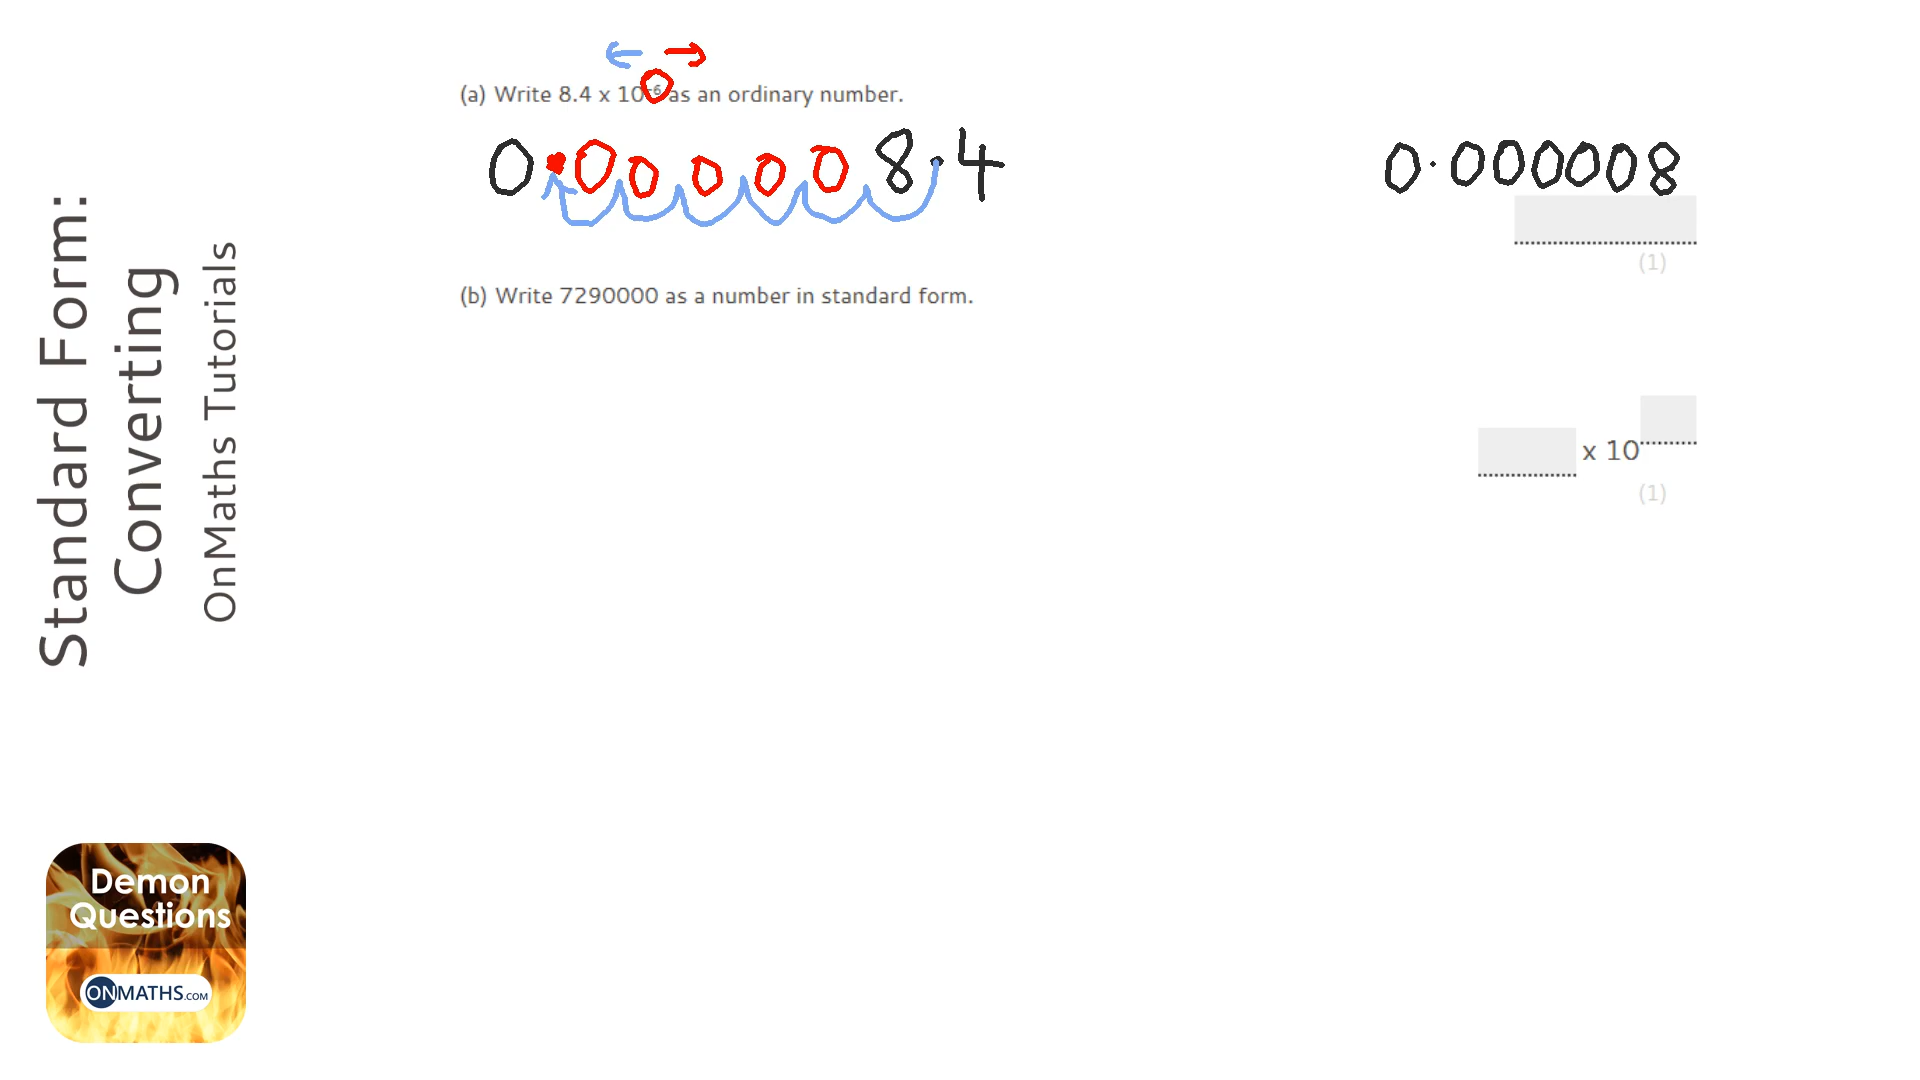 Standard Form:
Converting
OnMaths Tutorials
(a) Write 8.4 x 10⁻⁶ as an ordinary number.
0.000008.4
0.000008
(1)
(b) Write 7290000 as a number in standard form.
x 10
(1)
Demon
Questions
ONMATHS.COM